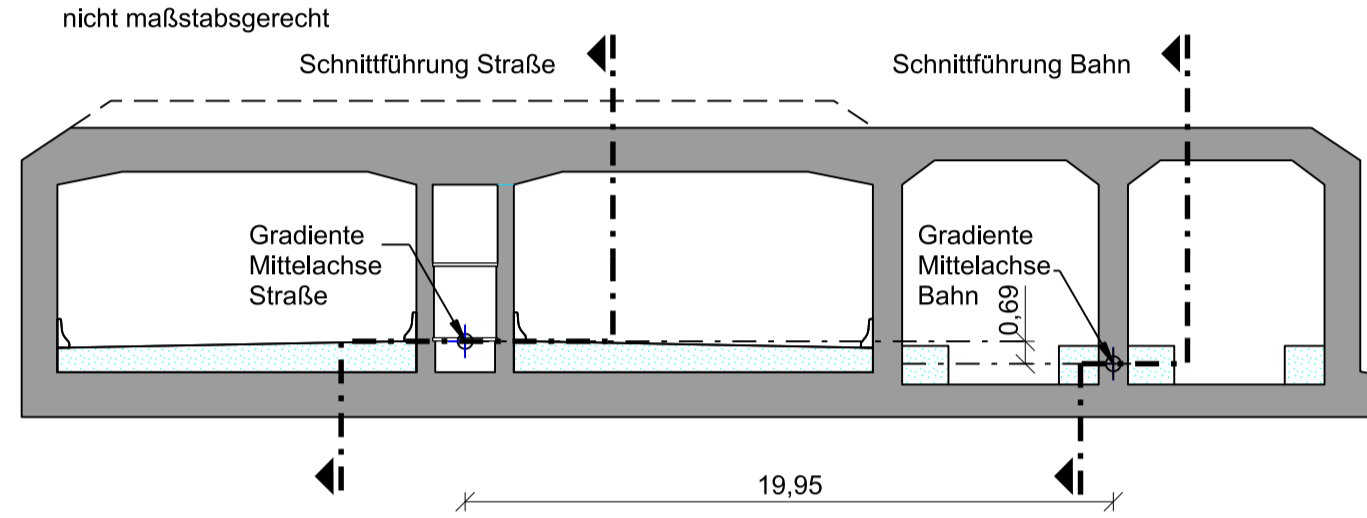 nicht maßstabsgerecht
Schnittführung Straße
Schnittführung Bahn
Gradiente
Mittelachse
Straße
Gradiente
Mittelachse
Bahn
0,69
19,95